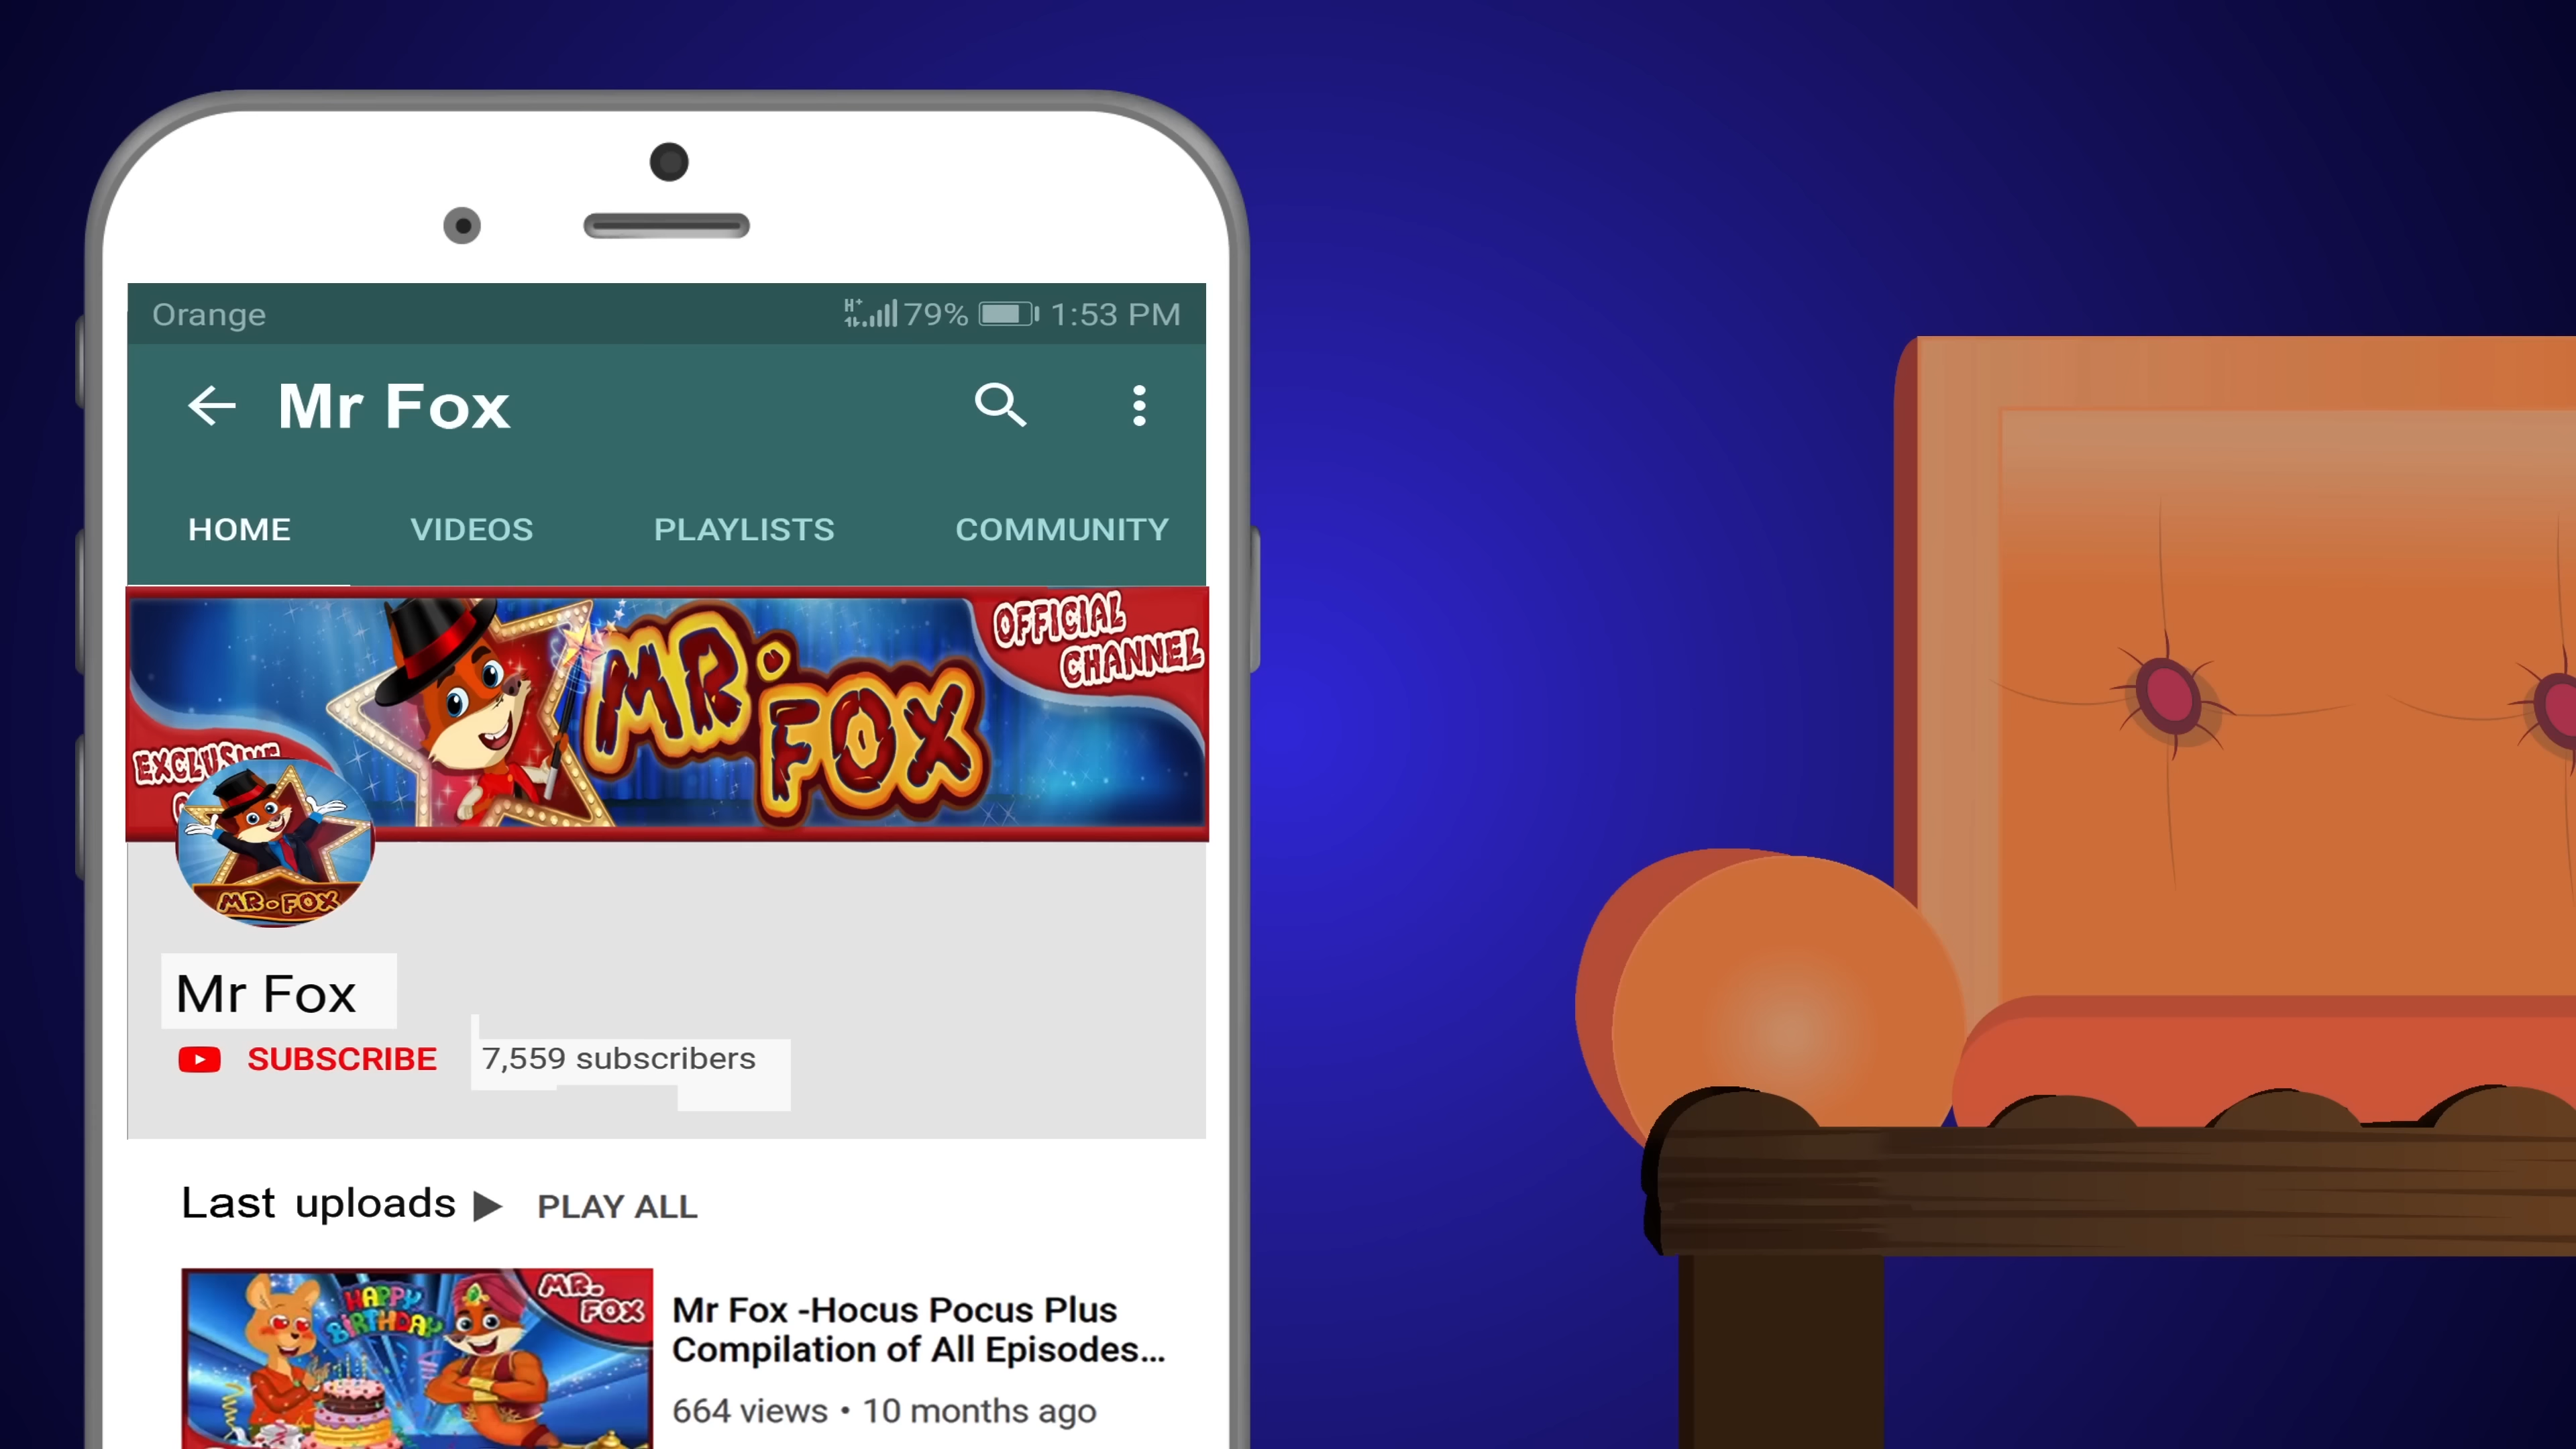 Orange
H+ 79% 1:53 PM
Mr Fox
HOME VIDEOS PLAYLISTS COMMUNITY
OFFICIAL
CHANNEL
MR.
FOX
EXCLUSIVE
MR. FOX
Mr Fox
SUBSCRIBE 7,559 subscribers
Last uploads PLAY ALL
HAPPY
BIRTHDAY
MR.
FOX
Mr Fox -Hocus Pocus Plus
Compilation of All Episodes...
664 views • 10 months ago